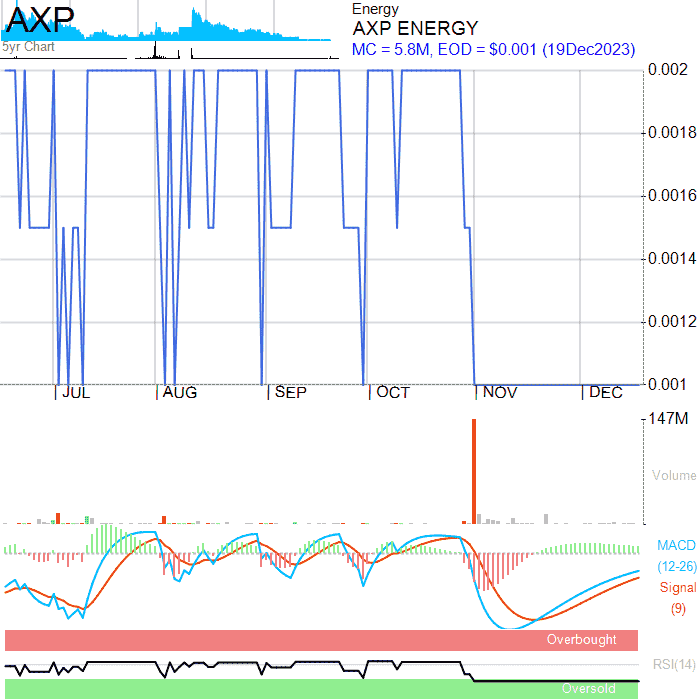 AXP
5yr Chart
Energy
AXP ENERGY
MC = 5.8M, EOD = $0.001 (19Dec2023)
0.002
0.0018
0.0016
0.0014
0.0012
0.001
JUL AUG SEP OCT NOV DEC
147M
Volume
MACD
(12-26)
Signal
(9)
Overbought
RSI(14)
Oversold